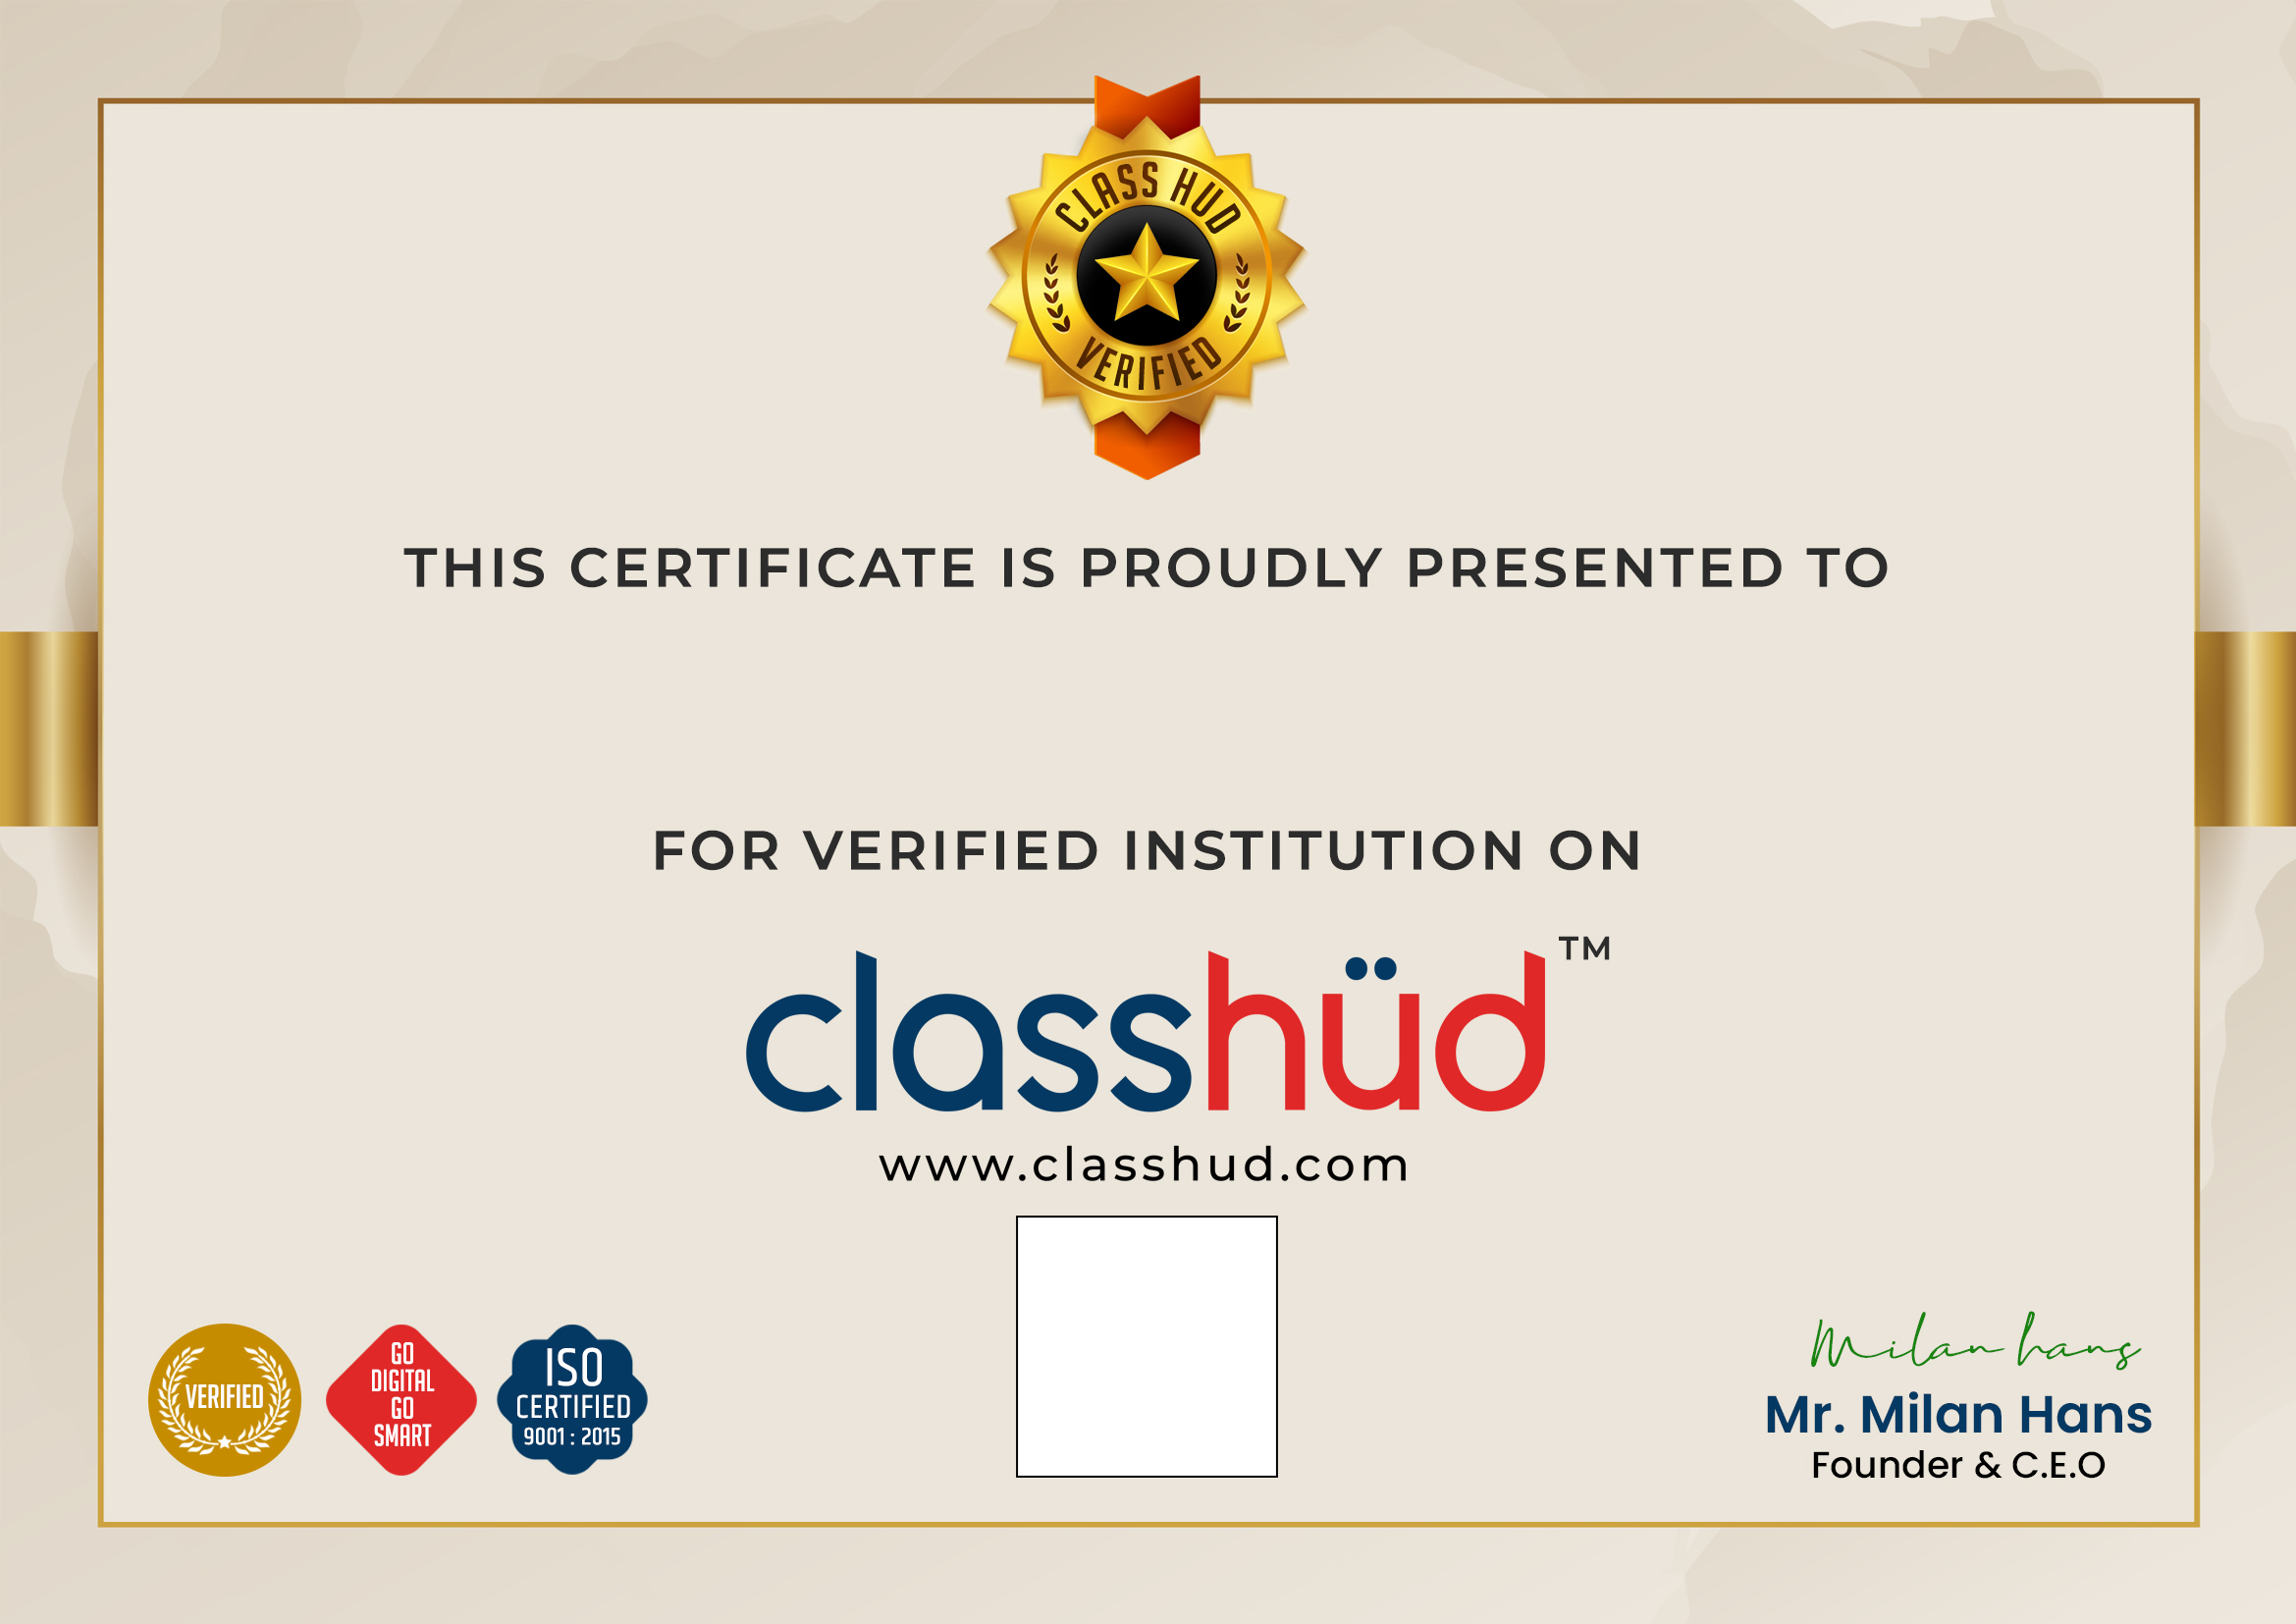 CLASS HUD
VERIFIED
THIS CERTIFICATE IS PROUDLY PRESENTED TO
FOR VERIFIED INSTITUTION ON
classhüd™
www.classhud.com
VERIFIED
GO
DIGITAL
GO
SMART
ISO
CERTIFIED
9001 : 2015
Milan hans
Mr. Milan Hans
Founder & C.E.O